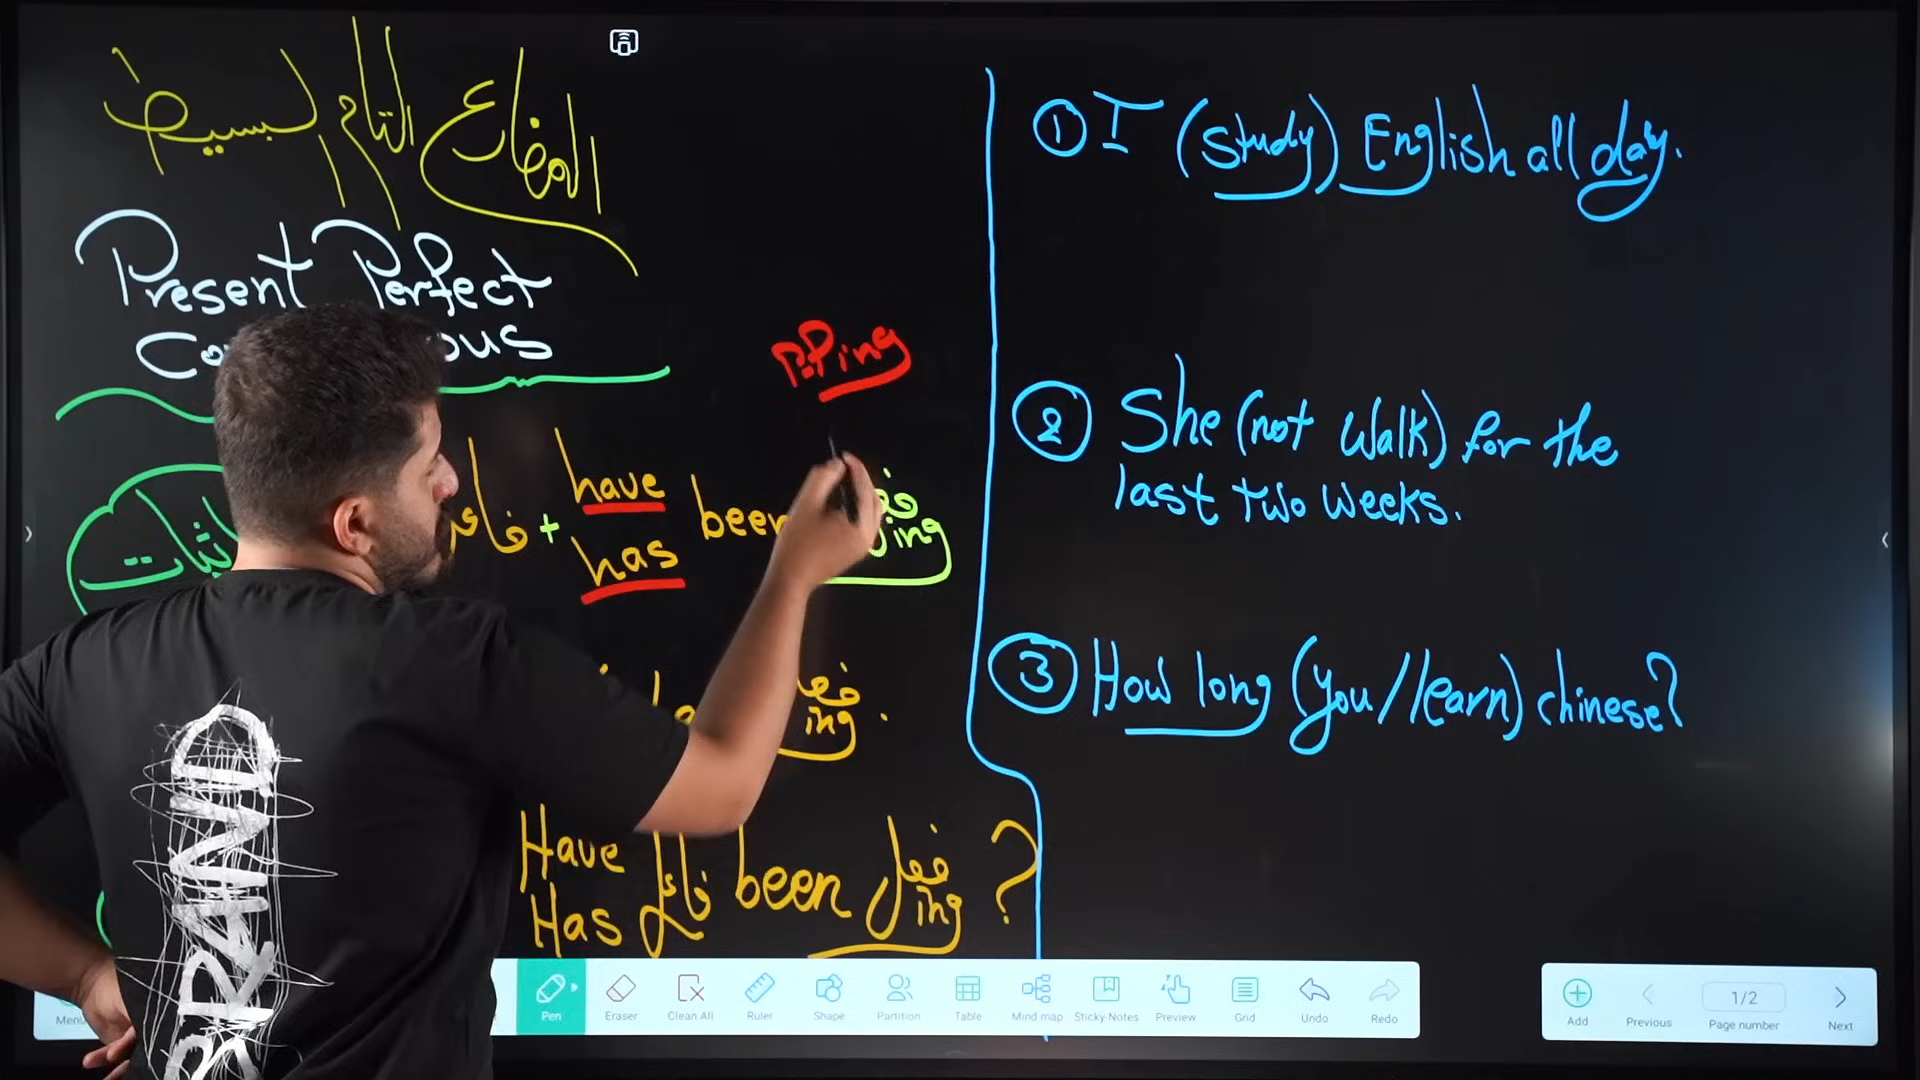 المضارع التام البسيط
Present Perfect
إثبات
+ have been
has
ing
ing
فعل
ing .
Have
Has فاعل been فعل ing ?
① I (study) English all day.
② She (not walk) for the
last two weeks.
③ How long (you/learn) chinese?
BRAND
Menu
Pen
Eraser
Clean All
Ruler
Shape
Partition
Table
Mind map
Sticky-Notes
Preview
Grid
Undo
Redo
Add
Previous
1/2
Page number
Next